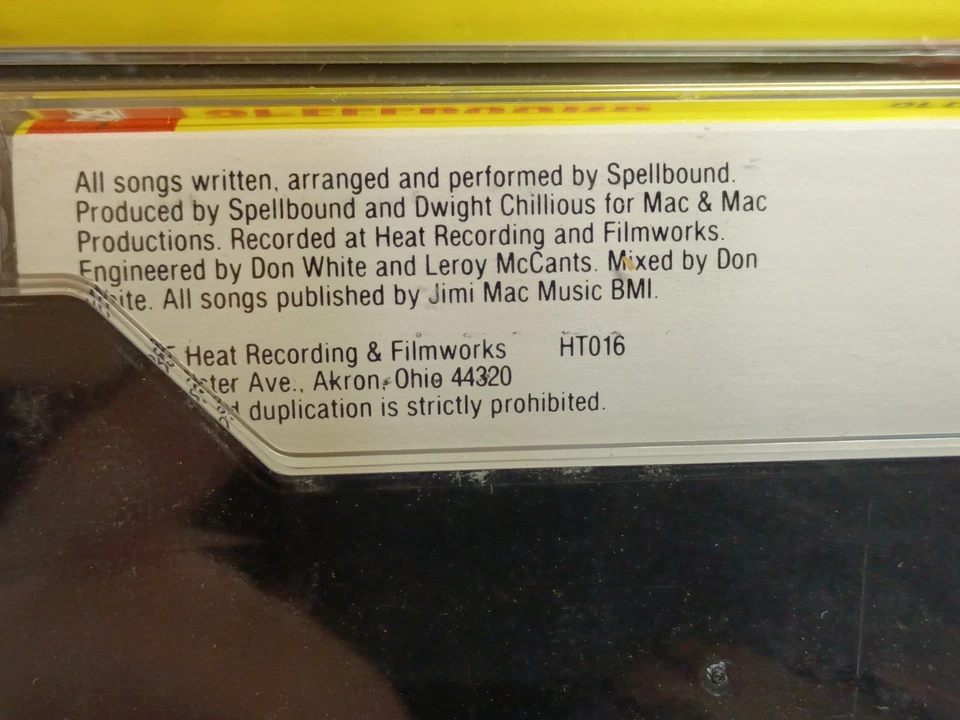 All songs written, arranged and performed by Spellbound.
Produced by Spellbound and Dwight Chillious for Mac & Mac
Productions. Recorded at Heat Recording and Filmworks.
Engineered by Don White and Leroy McCants. Mixed by Don
White. All songs published by Jimi Mac Music BMI.
Heat Recording & Filmworks HT016
Ave., Akron, Ohio 44320
duplication is strictly prohibited.